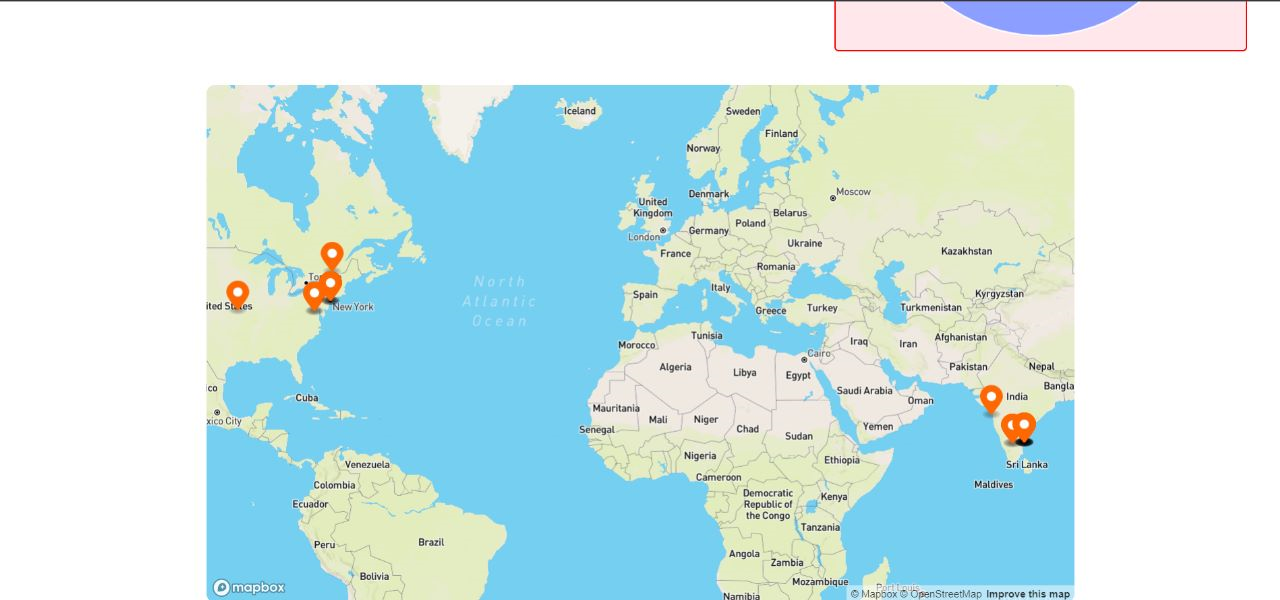 Iceland
Sweden
Finland
Norway
Moscow
Denmark
United
Kingdom
Belarus
Poland
London
Germany
Ukraine
France
Kazakhstan
Romania
North
Atlantic
Ocean
Italy
Spain
Kyrgyzstan
ited States
New York
Greece
Turkey
Turkmenistan
Tunisia
Morocco
Iraq
Iran
Afghanistan
Cairo
Algeria
Libya
Egypt
Pakistan
Nepal
ico
Cuba
Saudi Arabia
Bangla
India
Oman
Mauritania
Mexico City
Mali
Niger
Chad
Senegal
Sudan
Yemen
Nigeria
Ethiopia
Venezuela
Sri Lanka
Cameroon
Colombia
Maldives
Ecuador
Democratic
Republic of
the Congo
Kenya
Tanzania
Brazil
Peru
Angola
Zambia
Bolivia
Mozambique
Port Louis
Namibia
mapbox
© Mapbox © OpenStreetMap Improve this map